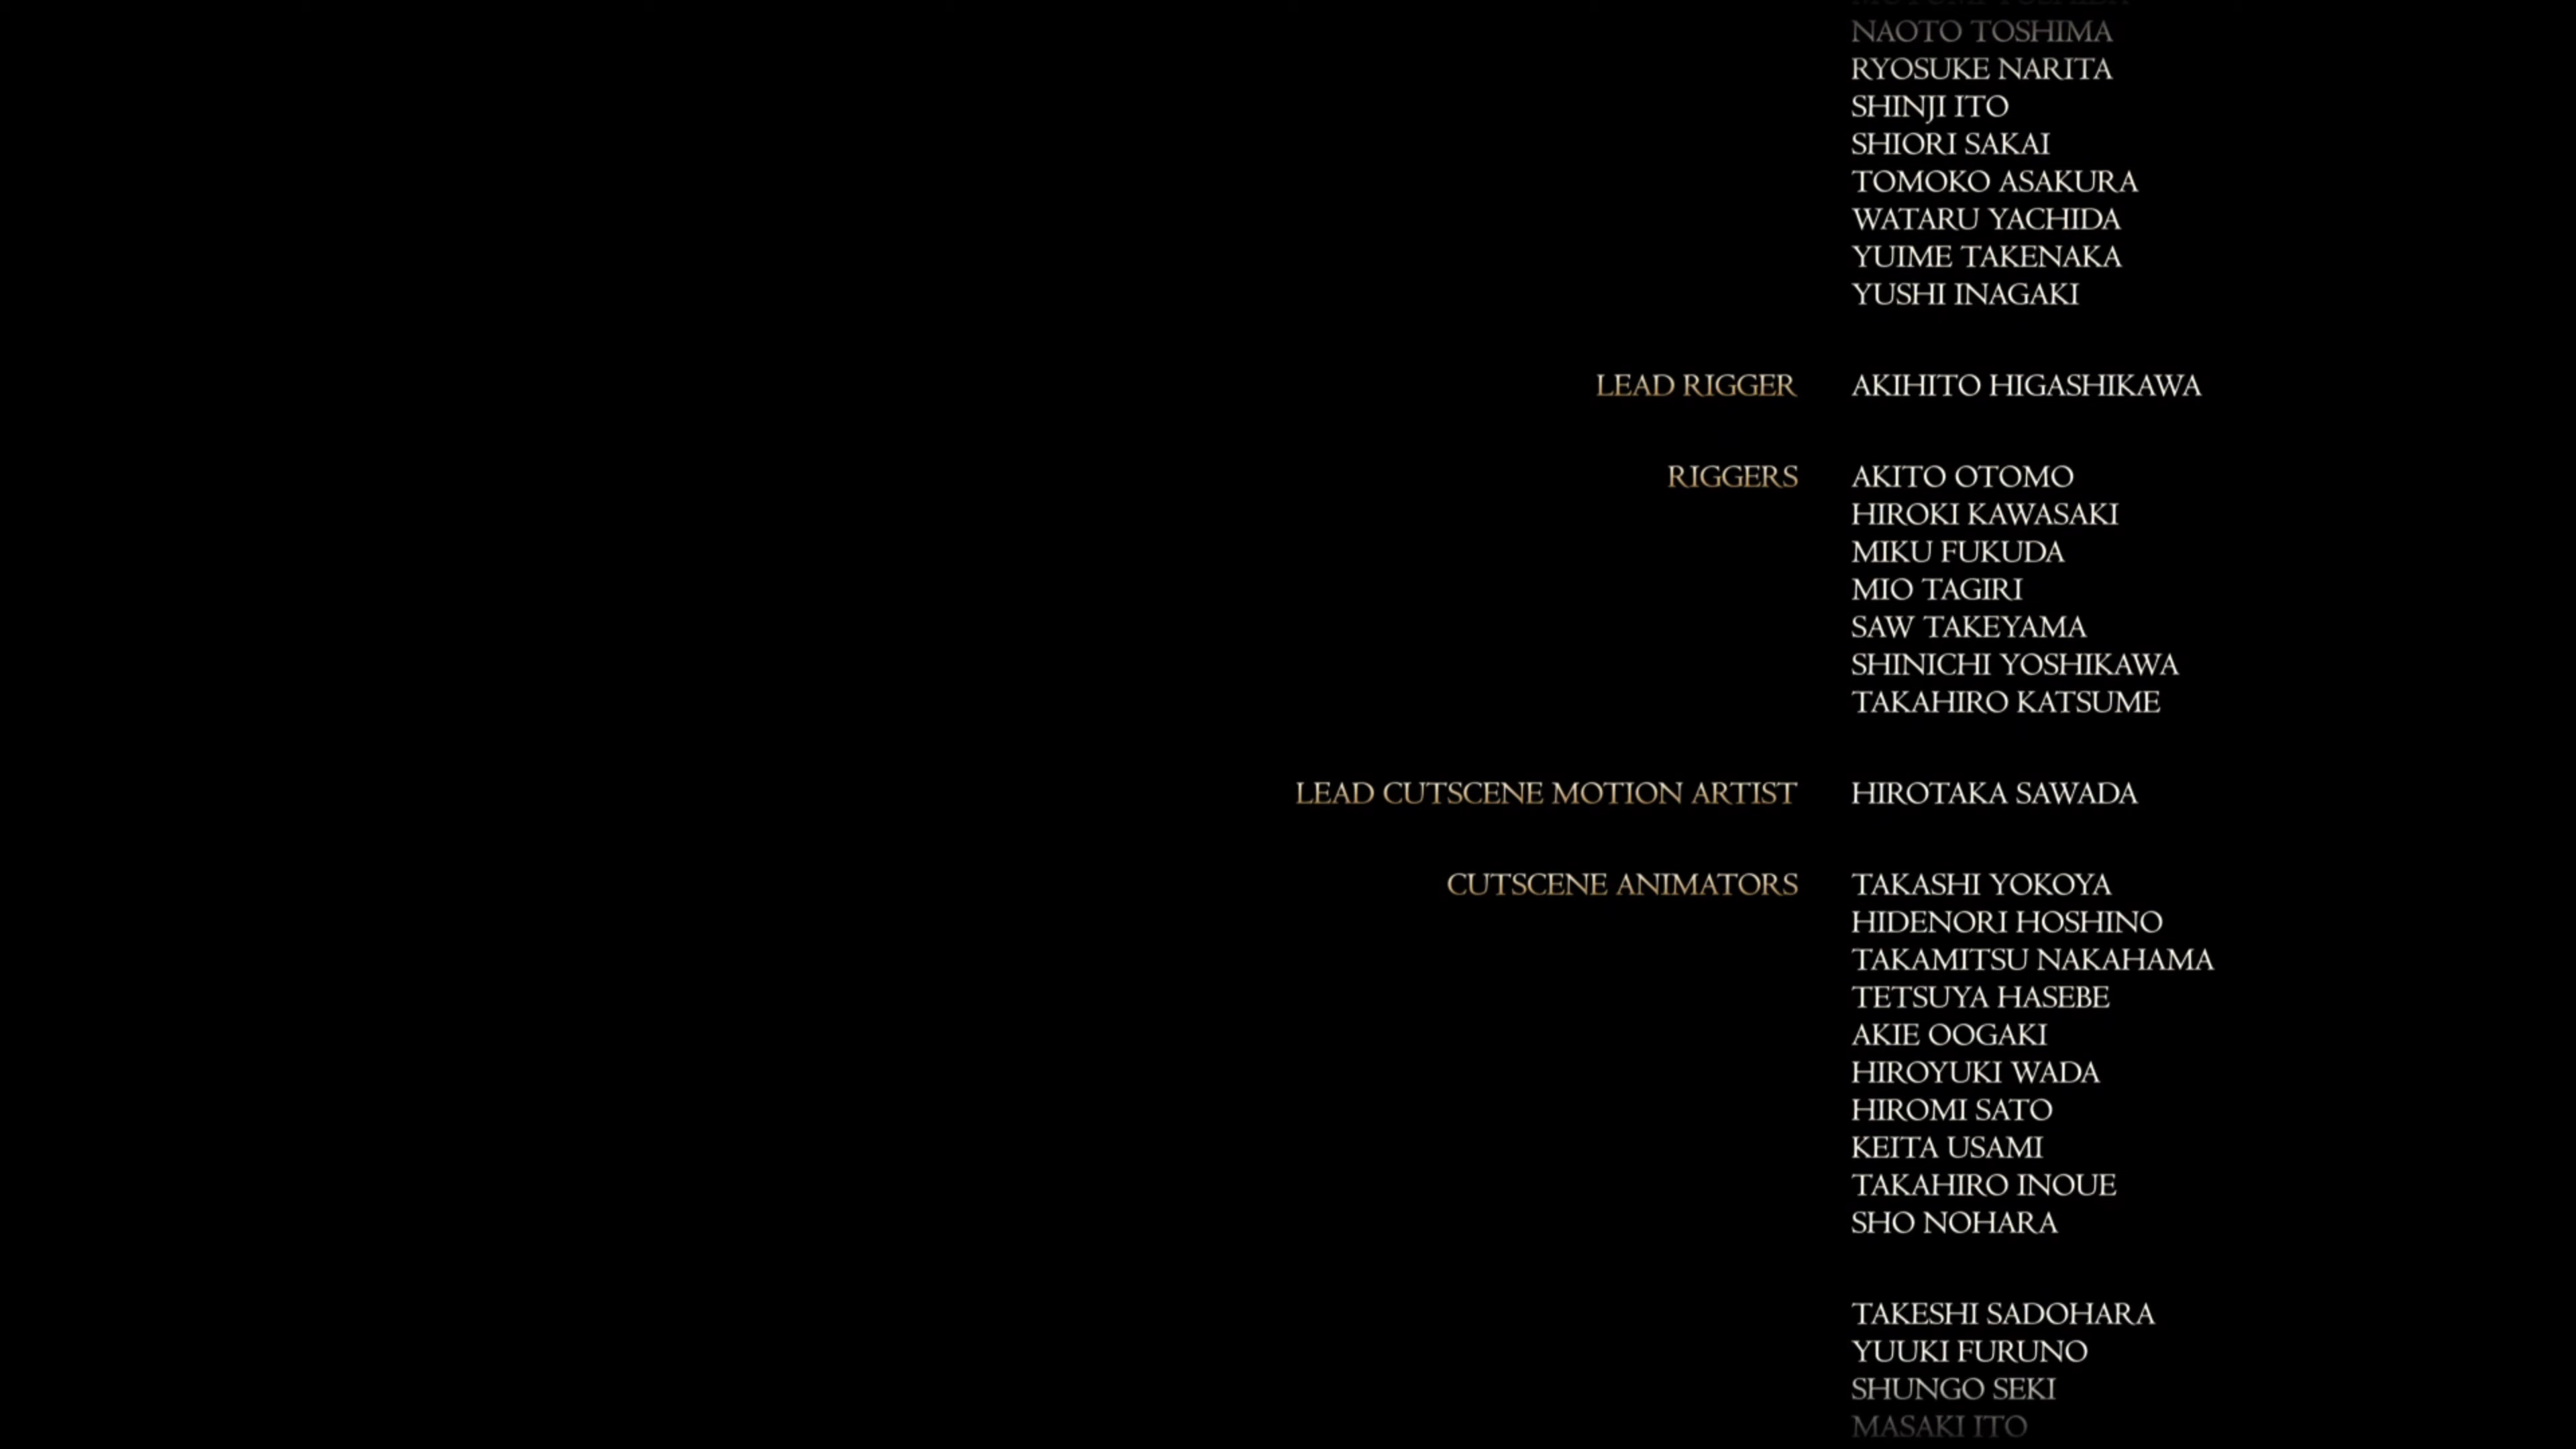 NAOTO TOSHIMA
RYOSUKE NARITA
SHINJI ITO
SHIORI SAKAI
TOMOKO ASAKURA
WATARU YACHIDA
YUIME TAKENAKA
YUSHI INAGAKI
LEAD RIGGER AKIHITO HIGASHIKAWA
RIGGERS AKITO OTOMO
HIROKI KAWASAKI
MIKU FUKUDA
MIO TAGIRI
SAW TAKEYAMA
SHINICHI YOSHIKAWA
TAKAHIRO KATSUME
LEAD CUTSCENE MOTION ARTIST HIROTAKA SAWADA
CUTSCENE ANIMATORS TAKASHI YOKOYA
HIDENORI HOSHINO
TAKAMITSU NAKAHAMA
TETSUYA HASEBE
AKIE OOGAKI
HIROYUKI WADA
HIROMI SATO
KEITA USAMI
TAKAHIRO INOUE
SHO NOHARA
TAKESHI SADOHARA
YUUKI FURUNO
SHUNGO SEKI
MASAKI ITO